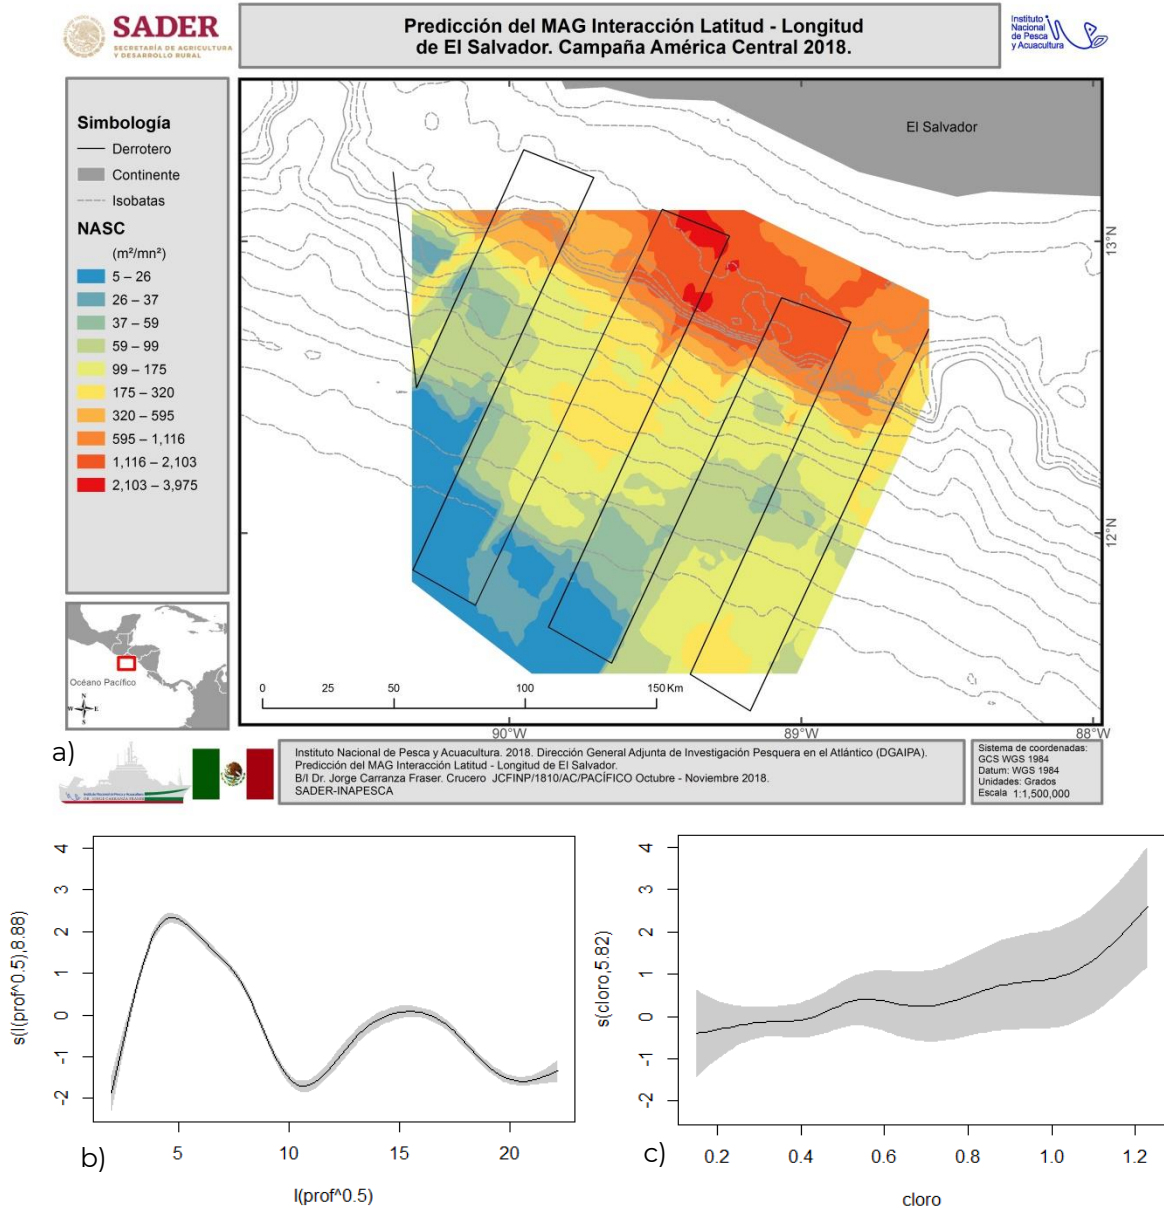 SADER
SECRETARÍA DE AGRICULTURA
Y DESARROLLO RURAL
Predicción del MAG Interacción Latitud - Longitud
de El Salvador. Campaña América Central 2018.
Instituto
Nacional
de Pesca
y Acuacultura
Simbología
Derrotero
Continente
Isobatas
NASC
(m²/mn²)
5 – 26
26 – 37
37 – 59
59 – 99
99 – 175
175 – 320
320 – 595
595 – 1,116
1,116 – 2,103
2,103 – 3,975
El Salvador
13°N
12°N
0 25 50 100 150 Km
90°W 89°W 88°W
Océano Pacífico
N
W E
S
a)
Instituto Nacional de Pesca y Acuacultura. 2018. Dirección General Adjunta de Investigación Pesquera en el Atlántico (DGAIPA).
Predicción del MAG Interacción Latitud - Longitud de El Salvador.
B/I Dr. Jorge Carranza Fraser. Crucero JCFINP/1810/AC/PACÍFICO Octubre - Noviembre 2018.
SADER-INAPESCA
Sistema de coordenadas:
GCS WGS 1984
Datum: WGS 1984
Unidades: Grados
Escala 1:1,500,000
s(I(prof^0.5),8.88)
4
3
2
1
0
-1
-2
5 10 15 20
b)
I(prof^0.5)
s(cloro,5.82)
4
3
2
1
0
-1
-2
0.2 0.4 0.6 0.8 1.0 1.2
c)
cloro